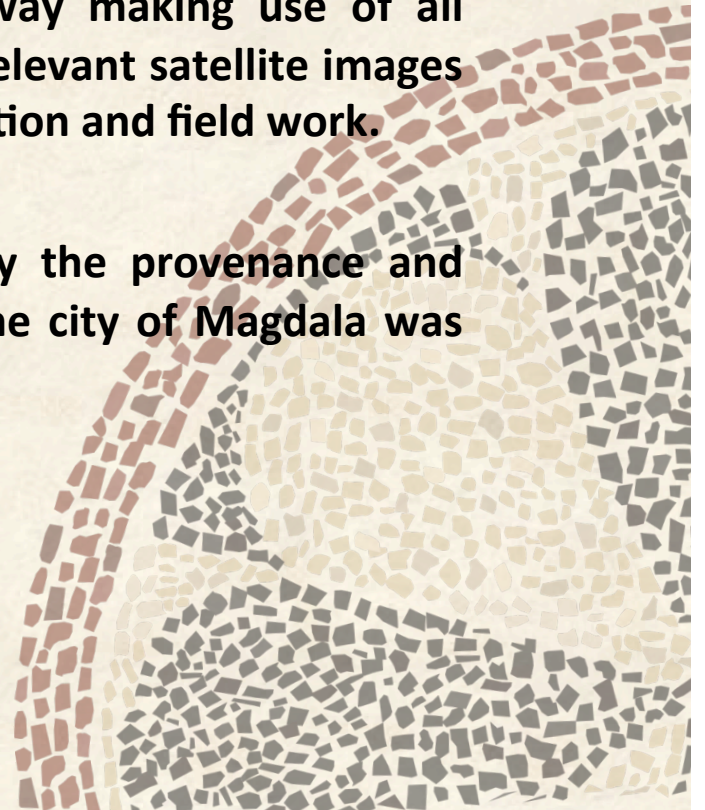 way making use of all
elevant satellite images
tion and field work.
y the provenance and
he city of Magdala was